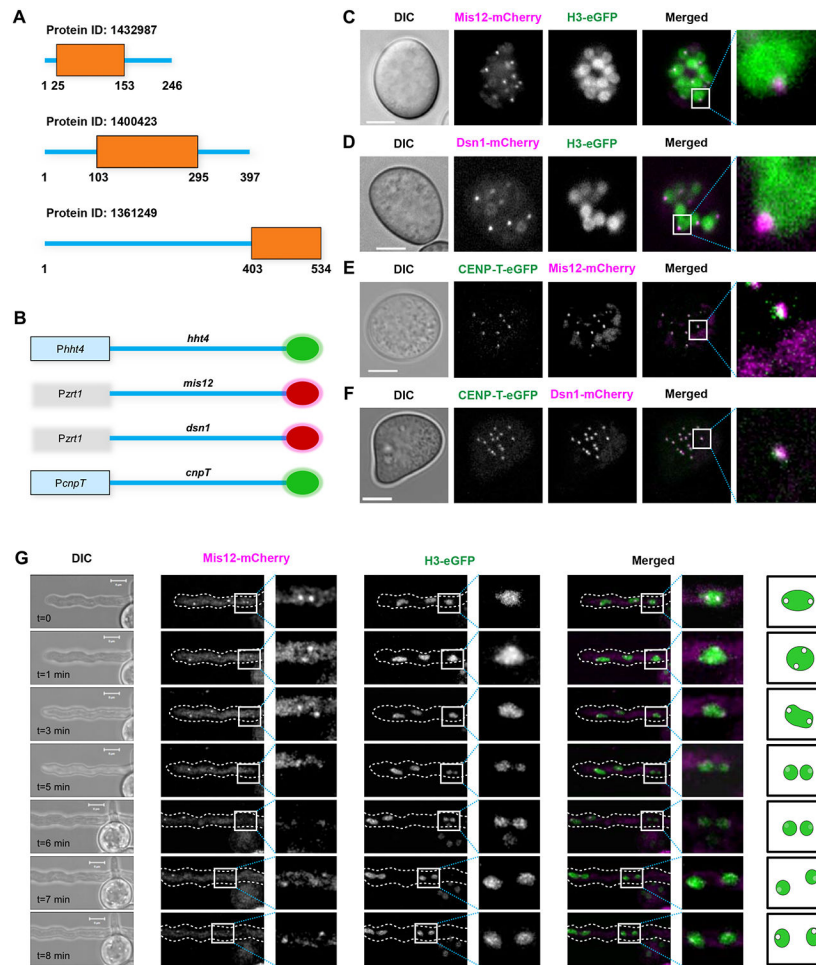 A
Protein ID: 1432987
1 25 153 246
Protein ID: 1400423
1 103 295 397
Protein ID: 1361249
1 403 534
B
Phht4 hht4
Pzrt1 mis12
Pzrt1 dsn1
PcnpT cnpT
C DIC Mis12-mCherry H3-eGFP Merged
D DIC Dsn1-mCherry H3-eGFP Merged
E DIC CENP-T-eGFP Mis12-mCherry Merged
F DIC CENP-T-eGFP Dsn1-mCherry Merged
G DIC Mis12-mCherry H3-eGFP Merged
t=0
t=1 min
t=3 min
t=5 min
t=6 min
t=7 min
t=8 min